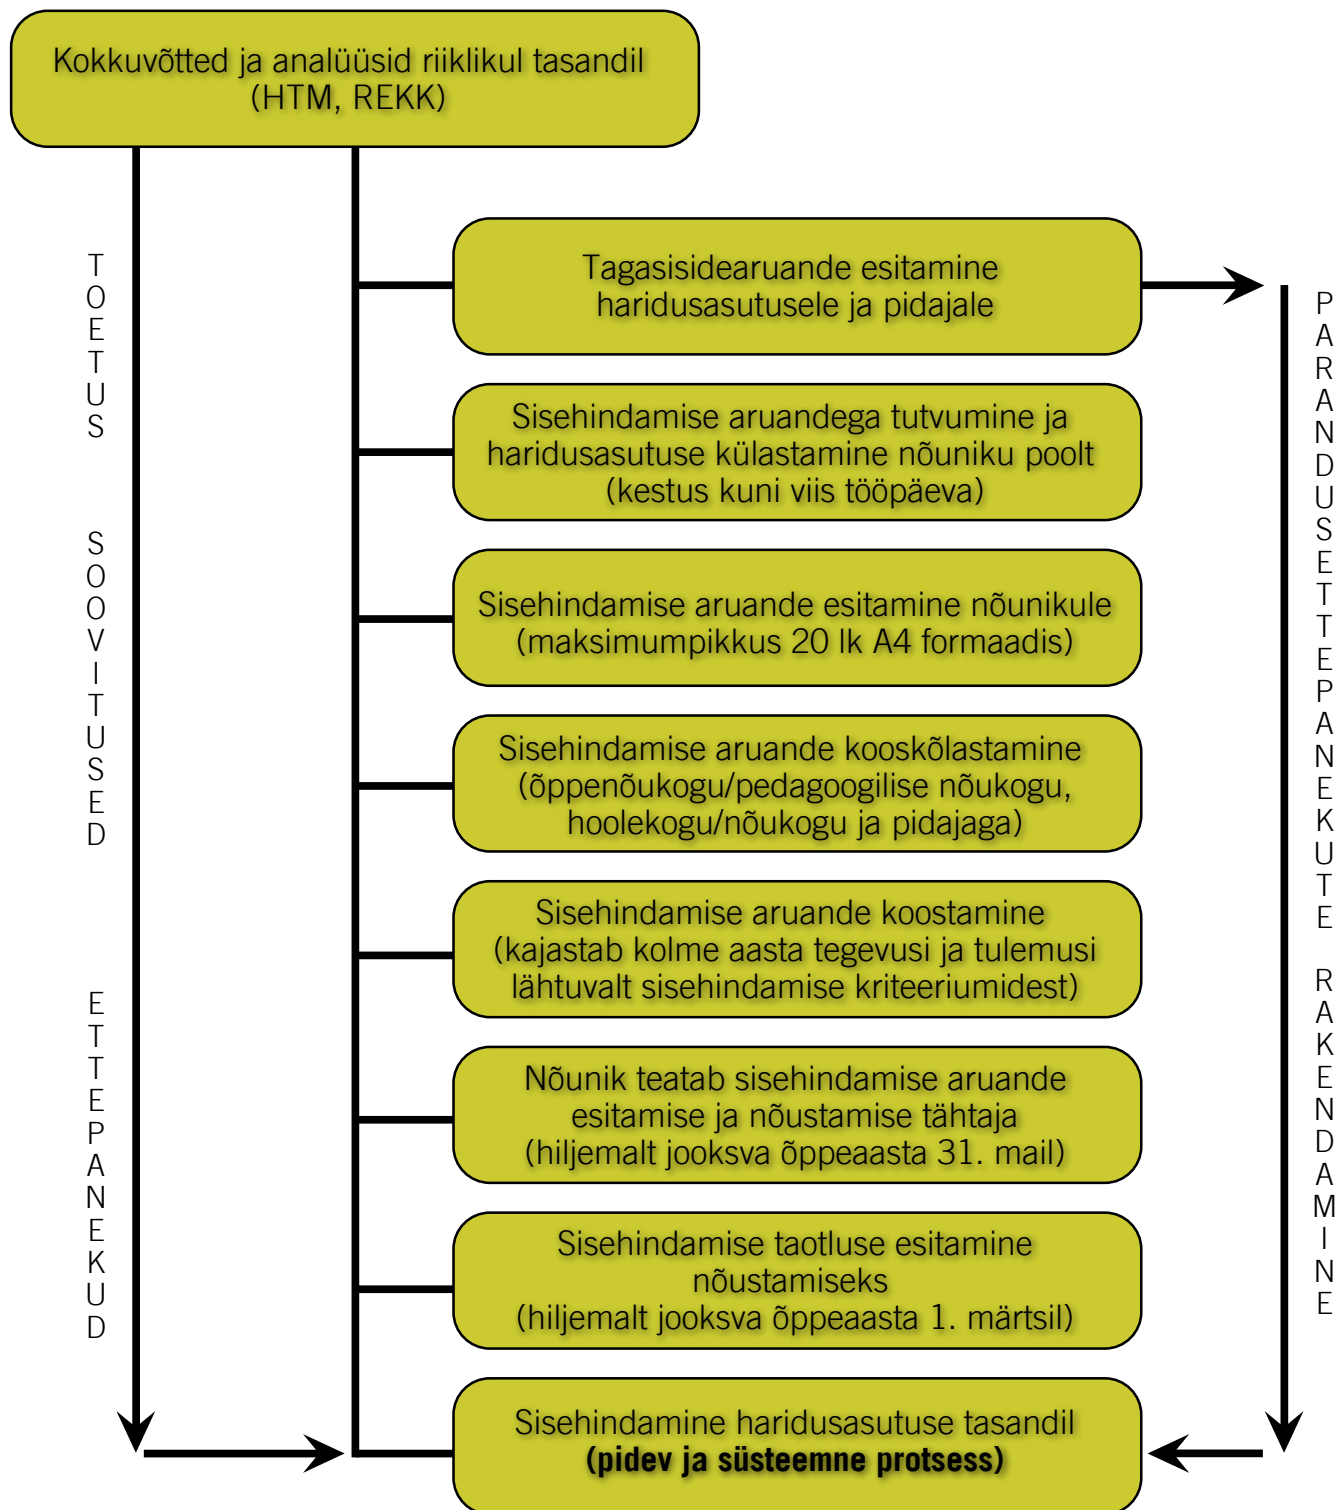 Kokkuvõtted ja analüüsid riiklikul tasandil
(HTM, REKK)
TOETUS SOOVITUSED ETTEPANEKUD
Tagasisidearuande esitamine
haridusasutusele ja pidajale
Sisehindamise aruandega tutvumine ja
haridusasutuse külastamine nõuniku poolt
(kestus kuni viis tööpäeva)
Sisehindamise aruande esitamine nõunikule
(maksimumpikkus 20 lk A4 formaadis)
Sisehindamise aruande kooskõlastamine
(õppenõukogu/pedagoogilise nõukogu,
hoolekogu/nõukogu ja pidajaga)
Sisehindamise aruande koostamine
(kajastab kolme aasta tegevusi ja tulemusi
lähtuvalt sisehindamise kriteeriumidest)
Nõunik teatab sisehindamise aruande
esitamise ja nõustamise tähtaja
(hiljemalt jooksva õppeaasta 31. mail)
Sisehindamise taotluse esitamine
nõustamiseks
(hiljemalt jooksva õppeaasta 1. märtsil)
Sisehindamine haridusasutuse tasandil
(pidev ja süsteemne protsess)
PARANDUSETTEPANEKUTE RAKENDAMINE